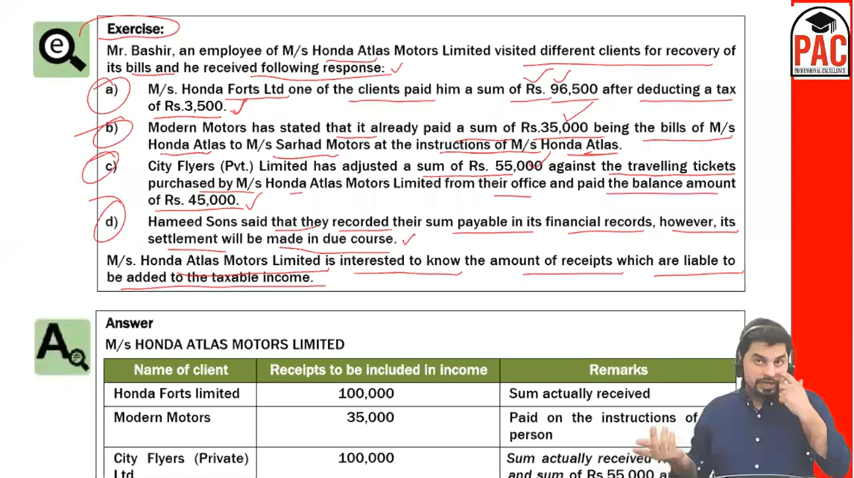 Exercise:
Mr. Bashir, an employee of M/s Honda Atlas Motors Limited visited different clients for recovery of
its bills and he received following response:
a) M/s. Honda Forts Ltd one of the clients paid him a sum of Rs. 96,500 after deducting a tax
of Rs.3,500.
b) Modern Motors has stated that it already paid a sum of Rs.35,000 being the bills of M/s
Honda Atlas to M/s Sarhad Motors at the instructions of M/s Honda Atlas.
c) City Flyers (Pvt.) Limited has adjusted a sum of Rs. 55,000 against the travelling tickets
purchased by M/s Honda Atlas Motors Limited from their office and paid the balance amount
of Rs. 45,000.
d) Hameed Sons said that they recorded their sum payable in its financial records, however, its
settlement will be made in due course.
M/s. Honda Atlas Motors Limited is interested to know the amount of receipts which are liable to
be added to the taxable income.
PAC
PROFESSIONAL EXCELLENCE
Answer
M/s HONDA ATLAS MOTORS LIMITED
Name of client Receipts to be included in income Remarks
Honda Forts limited 100,000 Sum actually received
Modern Motors 35,000 Paid on the instructions of
person
City Flyers (Private) 100,000 Sum actually received
Ltd and sum of Rs 55,000